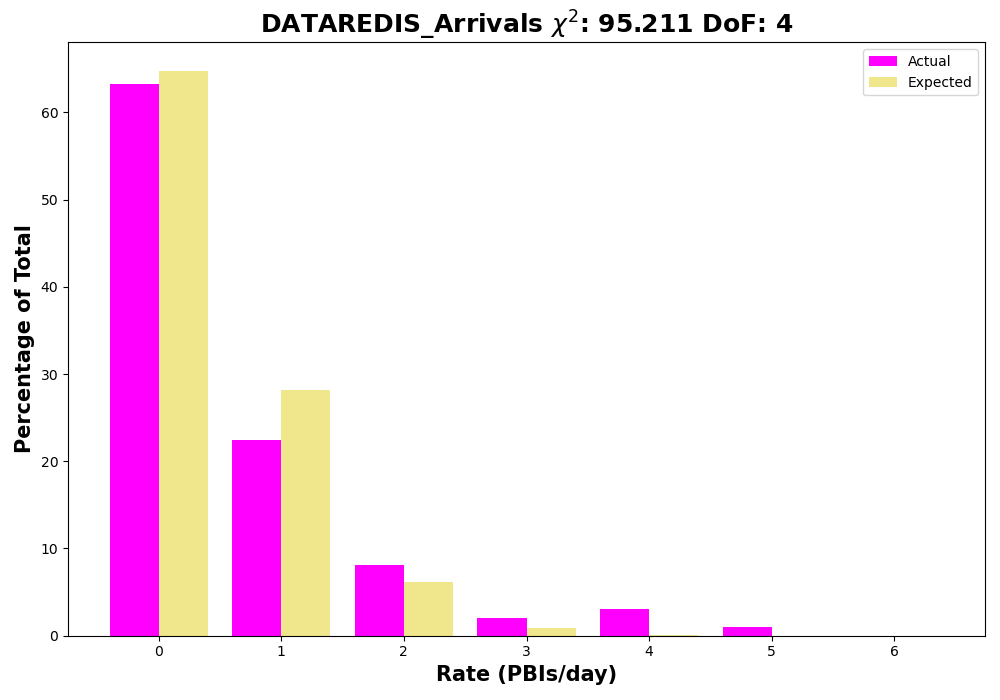 DATAREDIS_Arrivals χ²: 95.211 DoF: 4
Actual
Expected
Percentage of Total
60
50
40
30
20
10
0
0 1 2 3 4 5 6
Rate (PBIs/day)